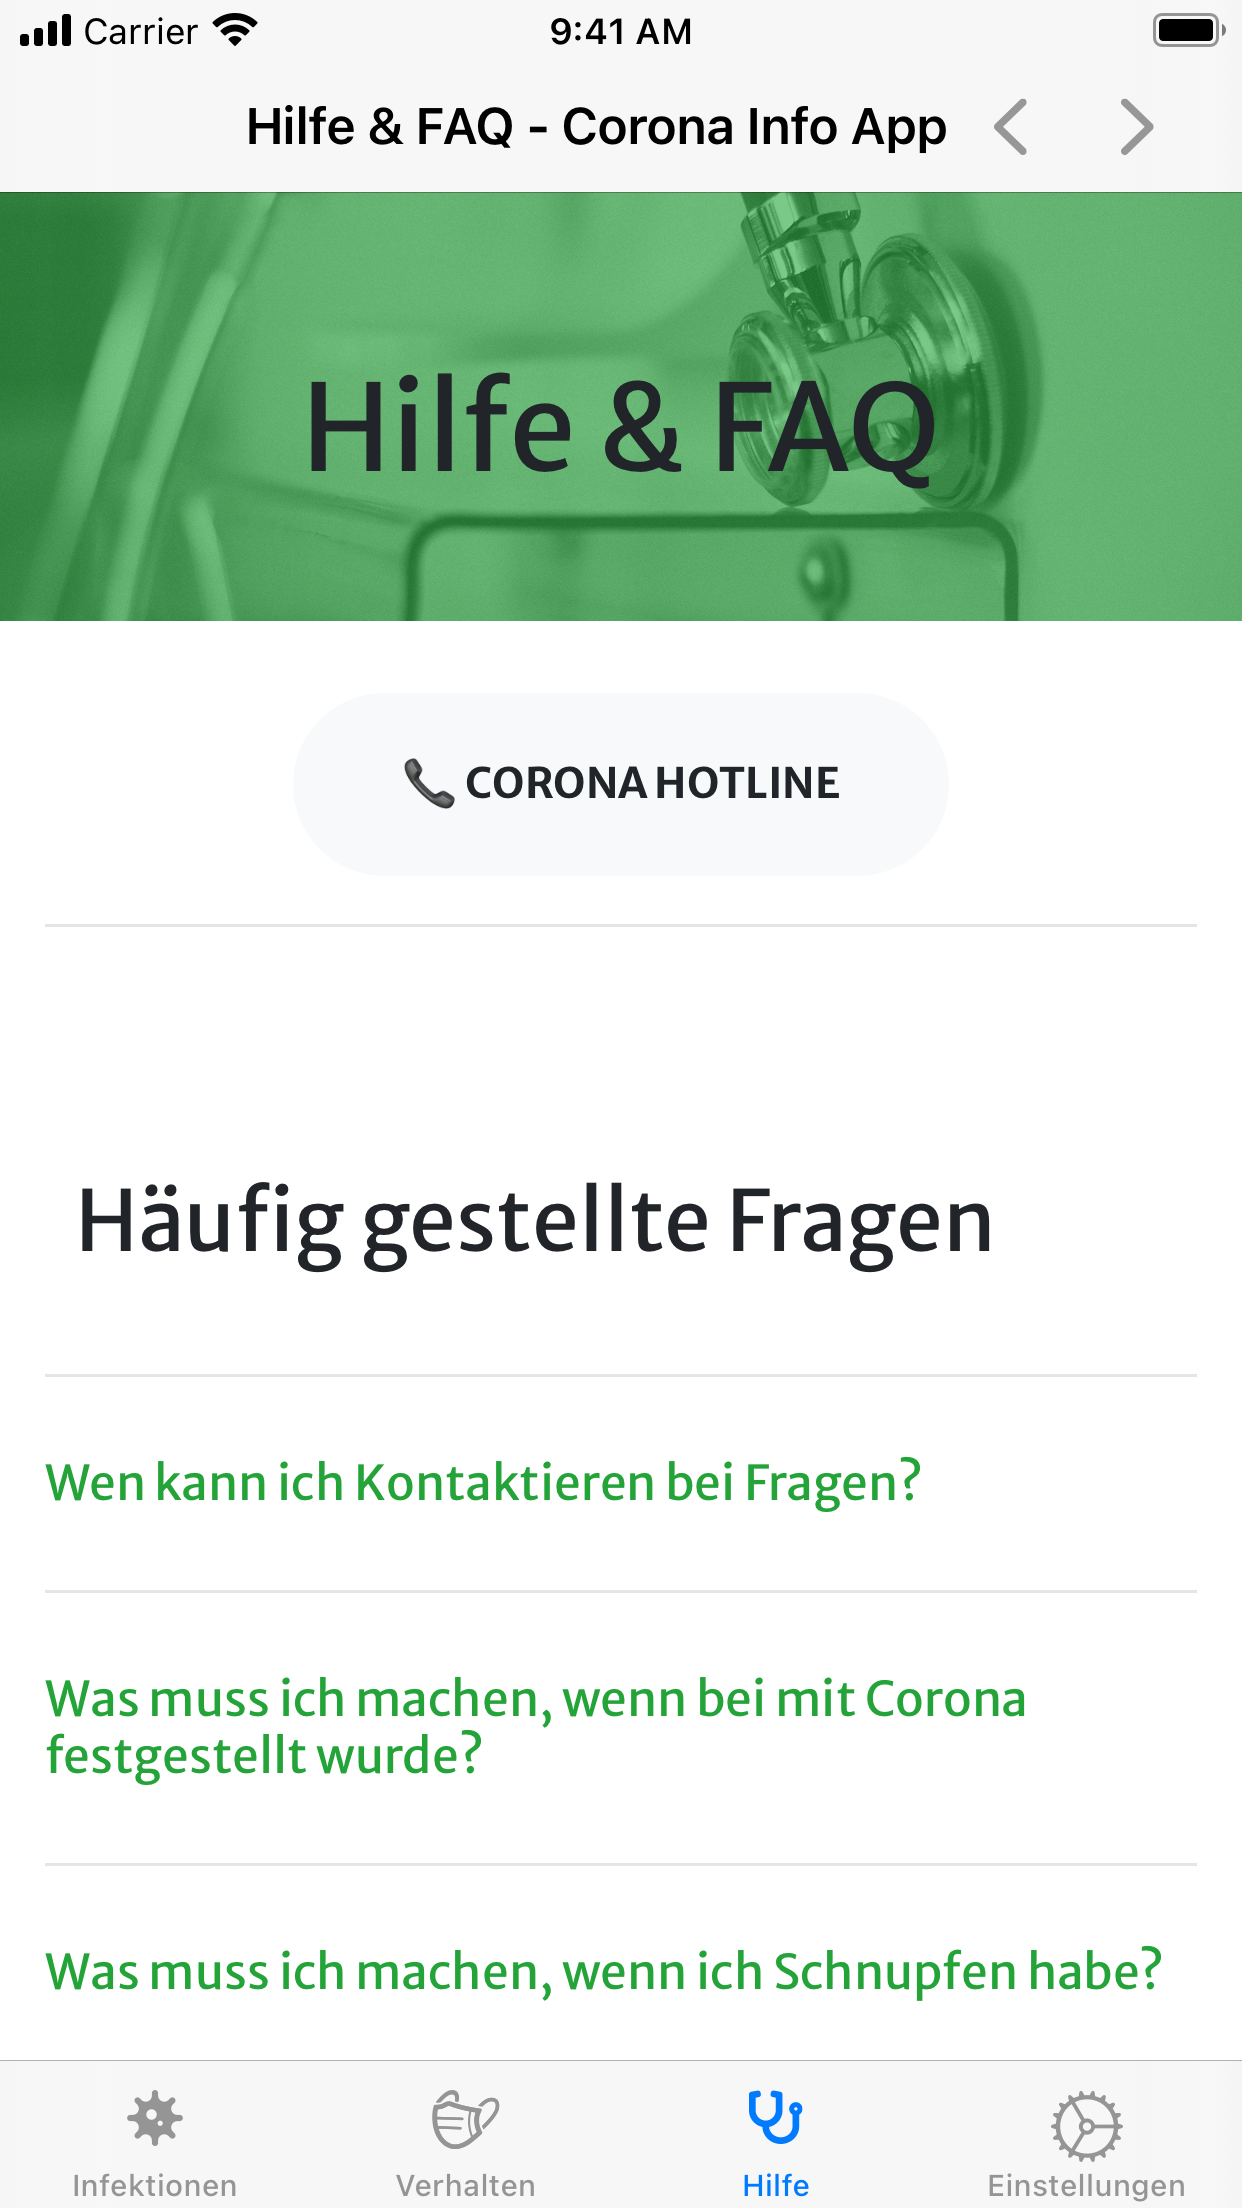 Carrier 9:41 AM
Hilfe & FAQ - Corona Info App
Hilfe & FAQ
CORONA HOTLINE
Häufig gestellte Fragen
Wen kann ich Kontaktieren bei Fragen?
Was muss ich machen, wenn bei mit Corona
festgestellt wurde?
Was muss ich machen, wenn ich Schnupfen habe?
Infektionen Verhalten Hilfe Einstellungen